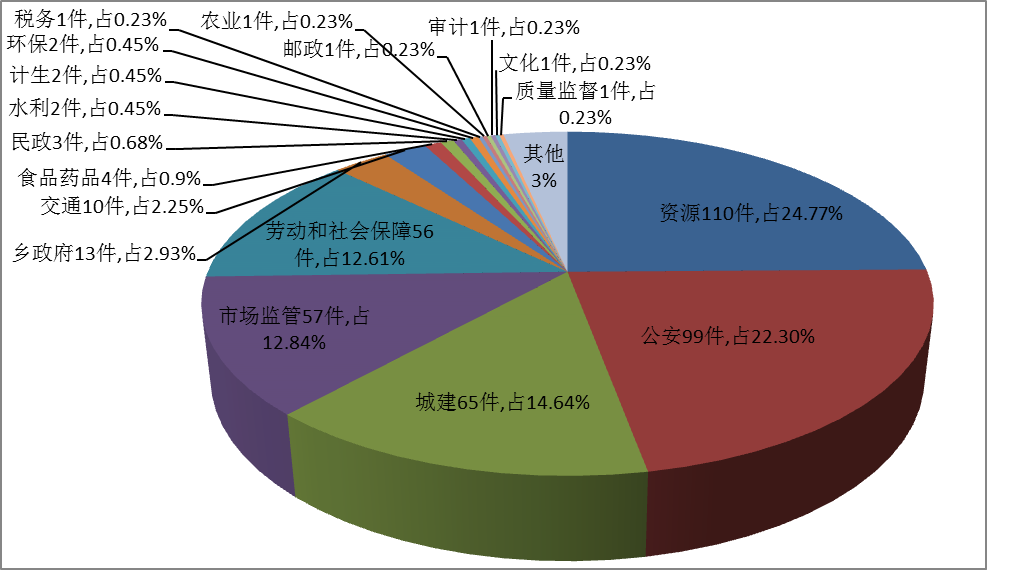 税务1件,占0.23%
农业1件,占0.23%
审计1件,占0.23%
环保2件,占0.45%
邮政1件,占0.23%
文化1件,占0.23%
计生2件,占0.45%
质量监督1件,占
0.23%
水利2件,占0.45%
民政3件,占0.68%
其他
3%
食品药品4件,占0.9%
交通10件,占2.25%
资源110件,占24.77%
乡政府13件,占2.93%
劳动和社会保障56
件,占12.61%
市场监管57件,占
12.84%
公安99件,占22.30%
城建65件,占14.64%